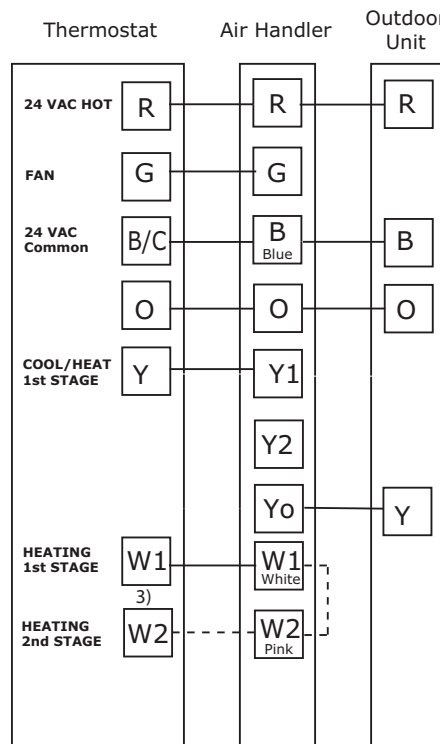 Thermostat Air Handler Outdoor
Unit
24 VAC HOT R R R
FAN G G
24 VAC
Common B/C B
Blue B
O O O
COOL/HEAT
1st STAGE Y Y1
Y2
Yo Y
HEATING
1st STAGE W1 W1
White
3)
HEATING
2nd STAGE W2 W2
Pink